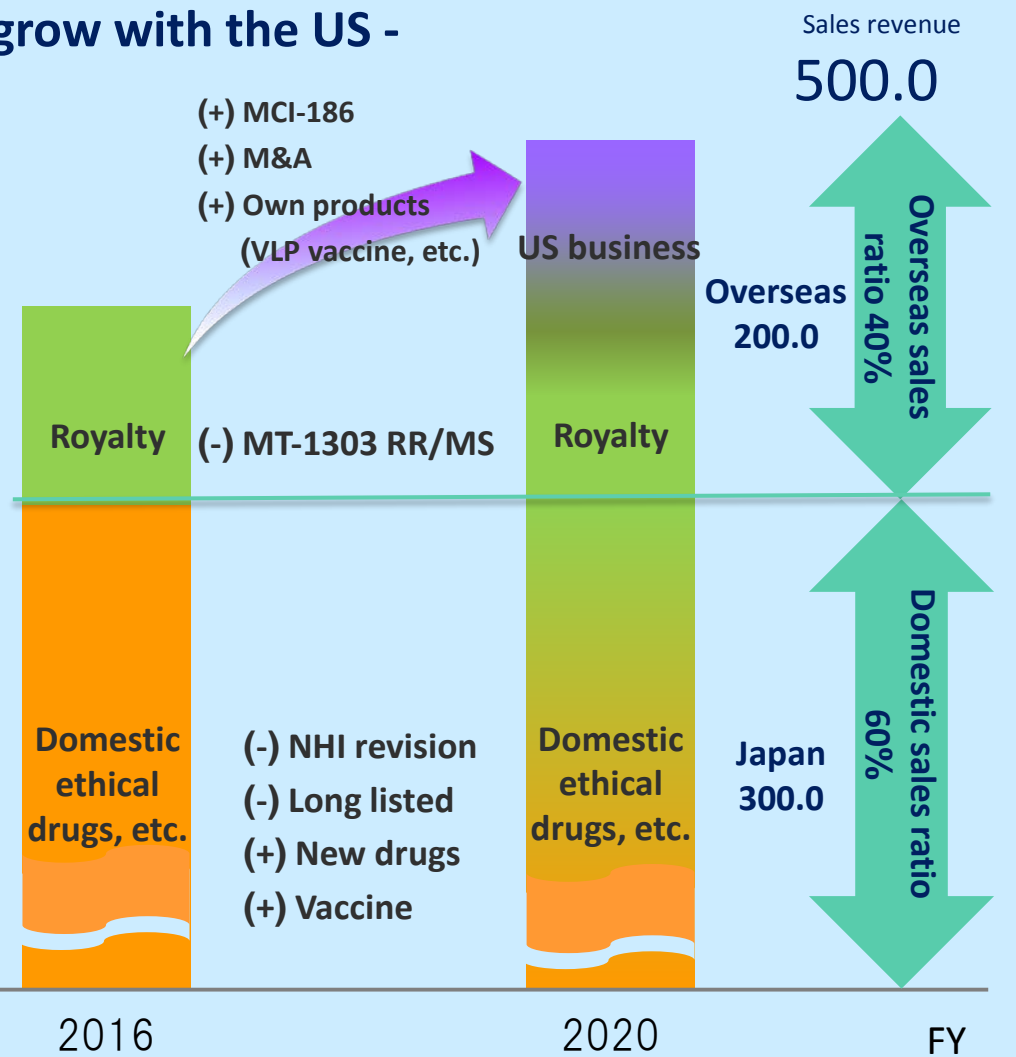 grow with the US -
Sales revenue
500.0
(+) MCI-186
(+) M&A
(+) Own products
(VLP vaccine, etc.)
US business
Overseas
200.0
Overseas sales
ratio 40%
Royalty
(-) MT-1303 RR/MS
Royalty
Domestic
ethical
drugs, etc.
(-) NHI revision
(-) Long listed
(+) New drugs
(+) Vaccine
Domestic
ethical
drugs, etc.
Japan
300.0
Domestic sales ratio
60%
2016
2020
FY